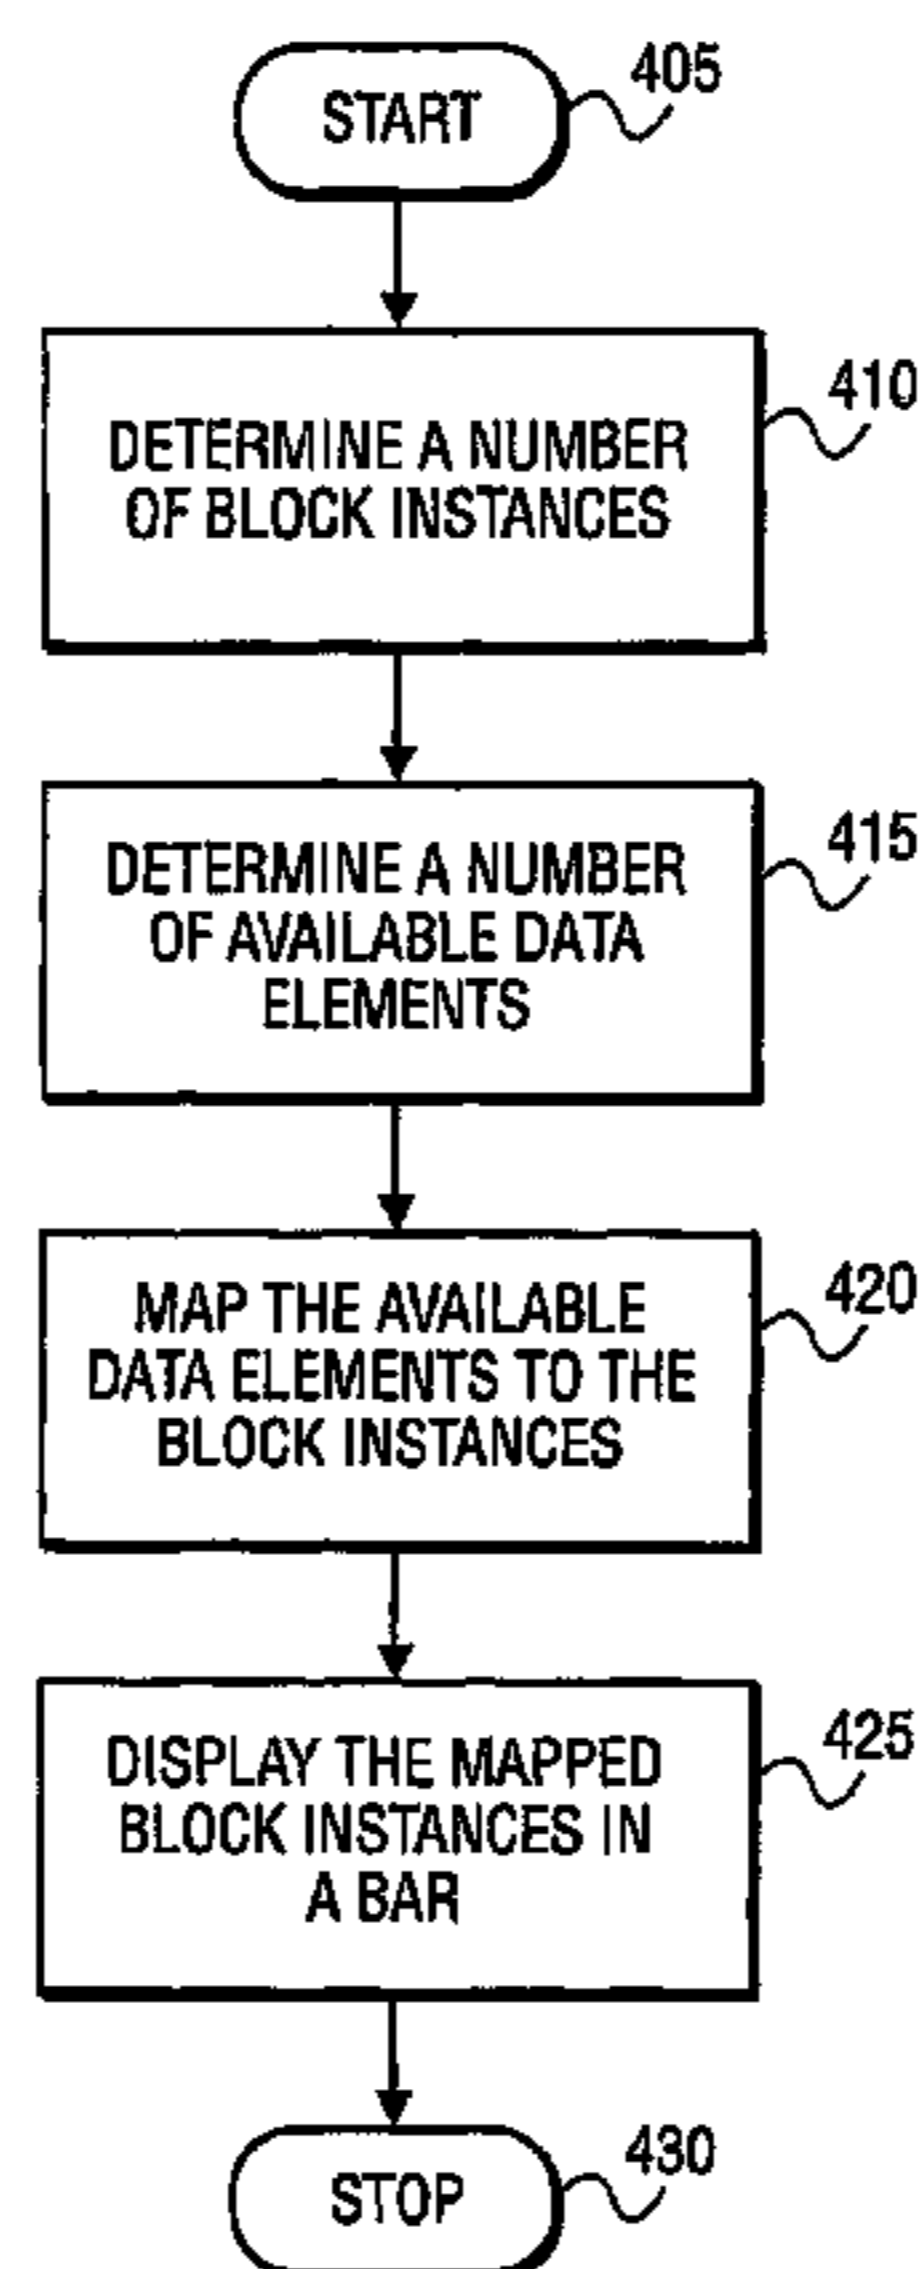 START
405
DETERMINE A NUMBER
OF BLOCK INSTANCES
410
DETERMINE A NUMBER
OF AVAILABLE DATA
ELEMENTS
415
MAP THE AVAILABLE
DATA ELEMENTS TO THE
BLOCK INSTANCES
420
DISPLAY THE MAPPED
BLOCK INSTANCES IN
A BAR
425
STOP
430